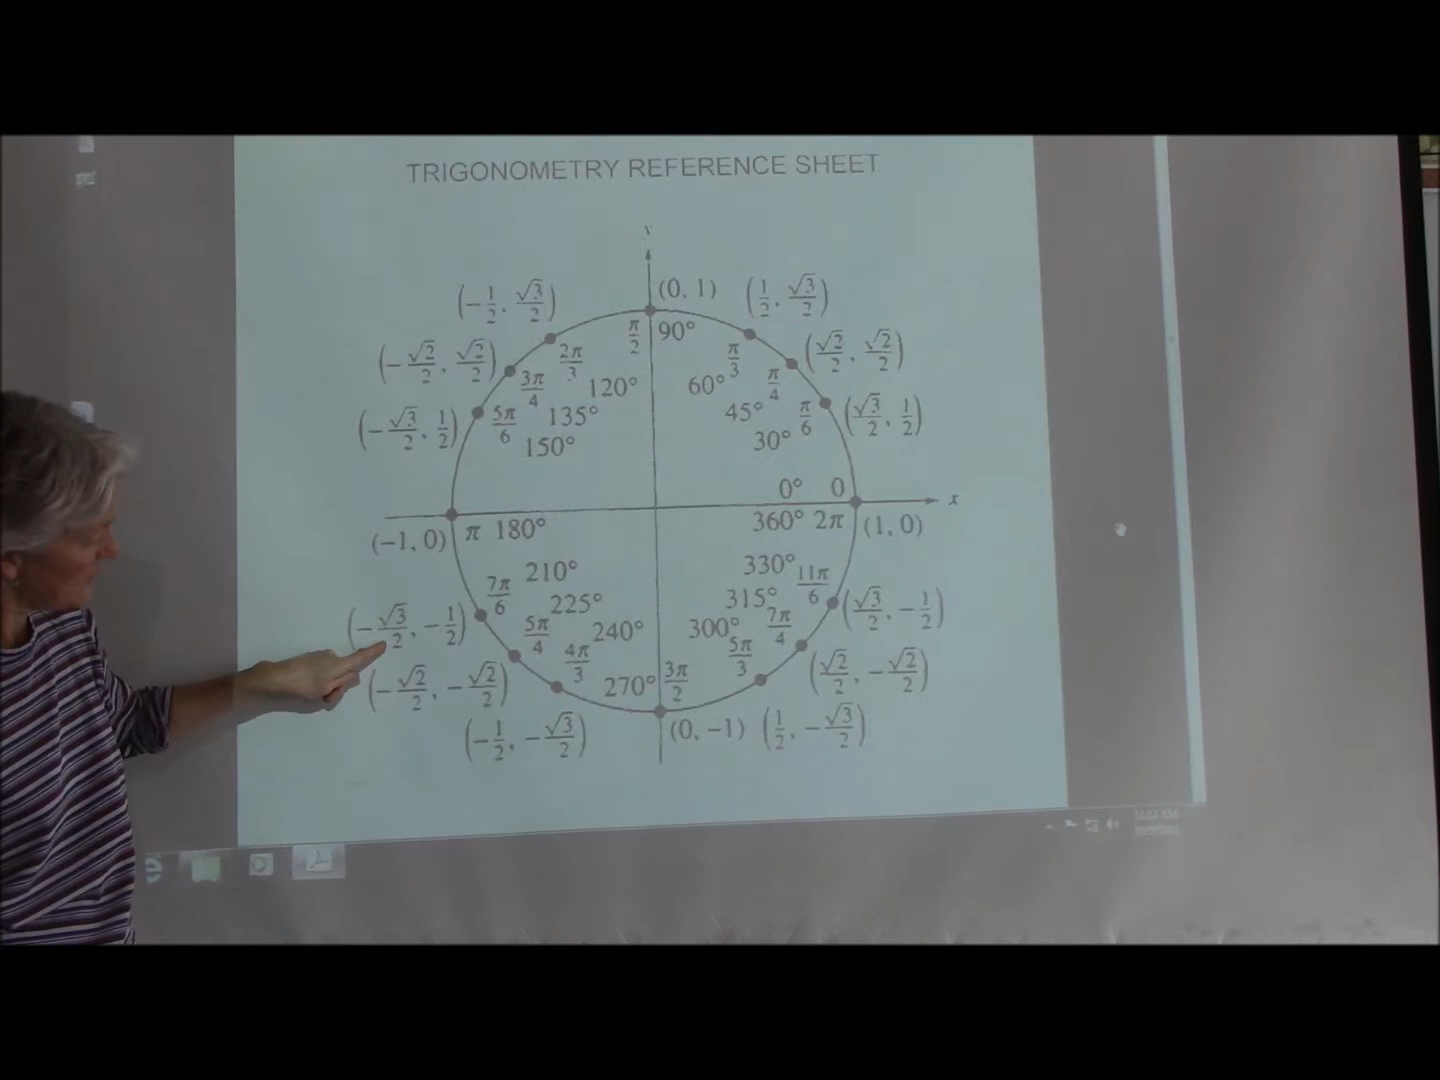 TRIGONOMETRY REFERENCE SHEET
y
(0, 1)
(-1/2, √3/2)
(1/2, √3/2)
π/2 90°
(-√2/2, √2/2)
2π/3
π/3
(√2/2, √2/2)
3π/4 120°
60° π/4
(-√3/2, 1/2)
5π/6 135°
45° π/6
(√3/2, 1/2)
150°
30°
0° 0
x
(-1, 0) π 180°
360° 2π (1, 0)
7π/6 210°
330° 11π/6
225°
315°
(-√3/2, -1/2)
(√3/2, -1/2)
5π/4 240°
300° 7π/4
4π/3
5π/3
(-√2/2, -√2/2)
270° 3π/2
(√2/2, -√2/2)
(-1/2, -√3/2)
(0, -1) (1/2, -√3/2)